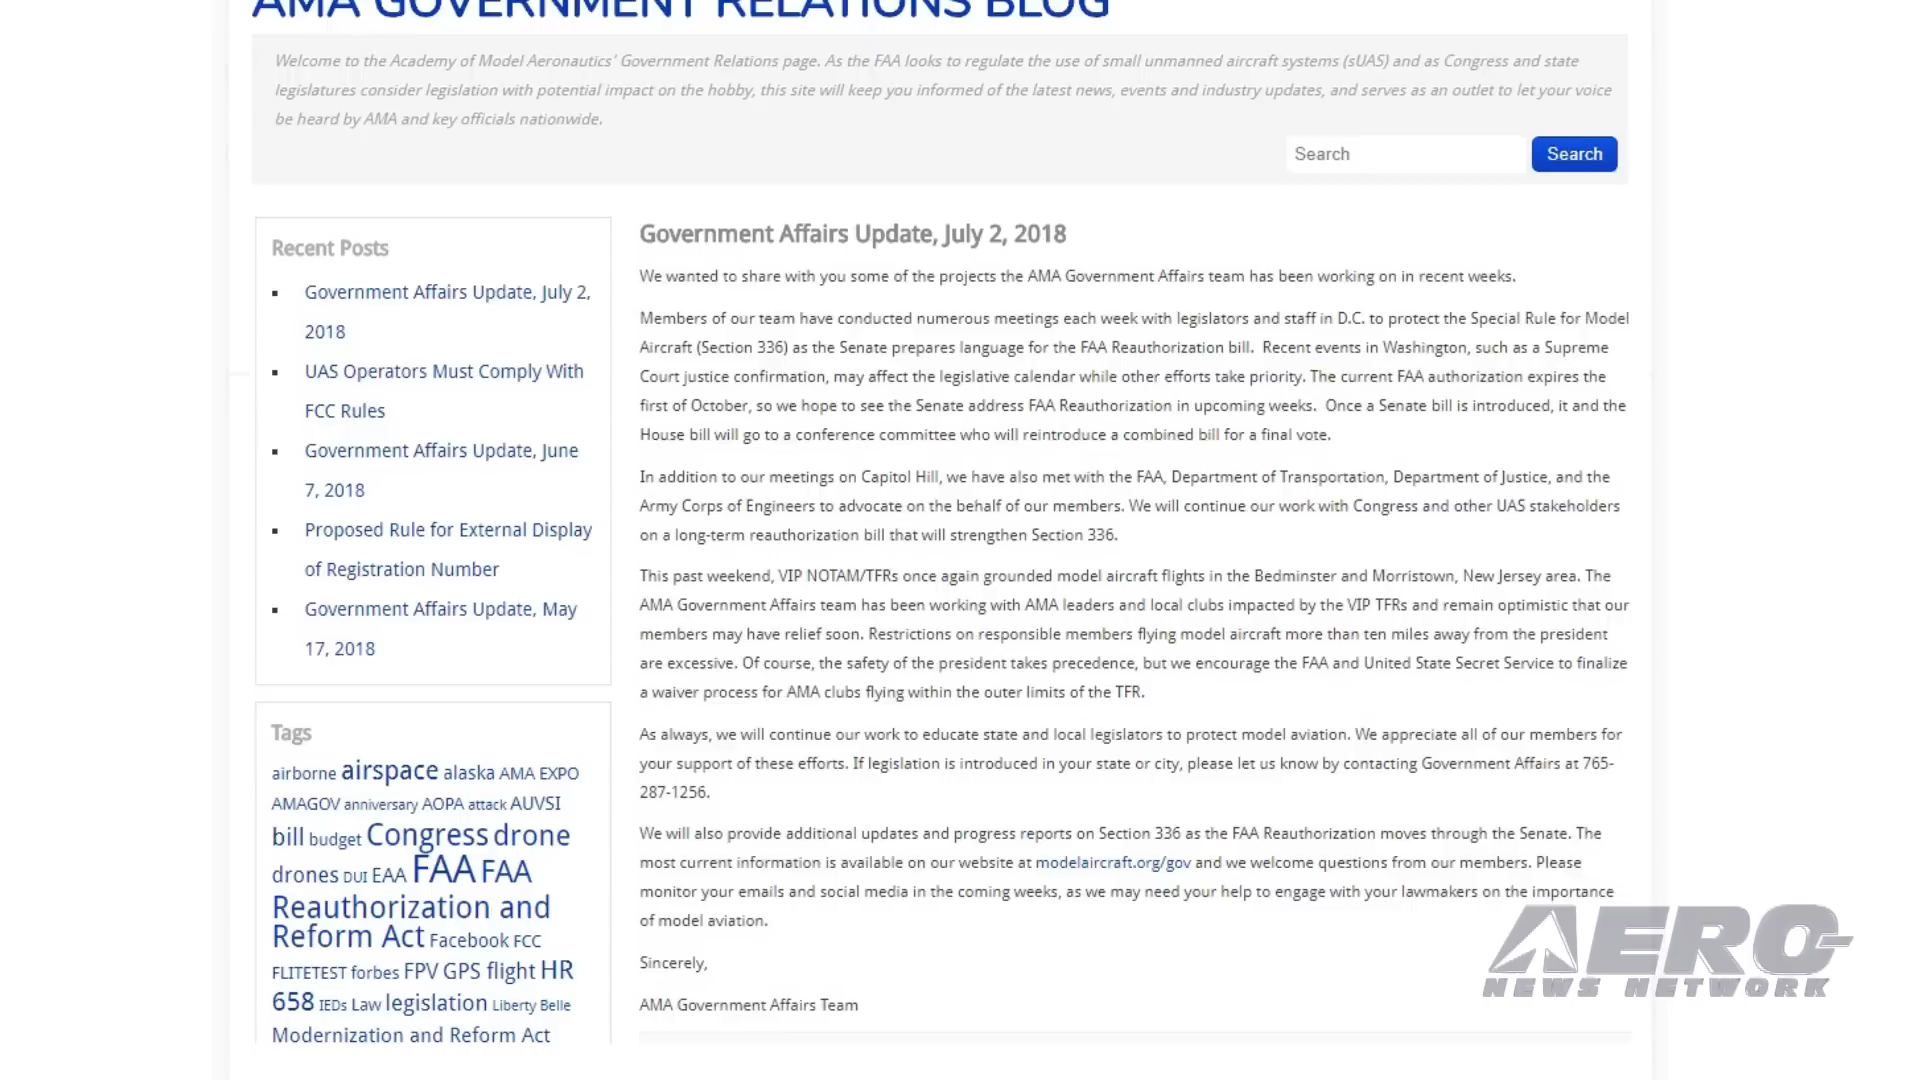 AMA GOVERNMENT RELATIONS BLOG
Welcome to the Academy of Model Aeronautics' Government Relations page. As the FAA looks to regulate the use of small unmanned aircraft systems (sUAS) and as Congress and state
legislatures consider legislation with potential impact on the hobby, this site will keep you informed of the latest news, events and industry updates, and serves as an outlet to let your voice
be heard by AMA and key officials nationwide.
Search
Search
Recent Posts
Government Affairs Update, July 2,
2018
UAS Operators Must Comply With
FCC Rules
Government Affairs Update, June
7, 2018
Proposed Rule for External Display
of Registration Number
Government Affairs Update, May
17, 2018
Tags
airborne airspace alaska AMA EXPO
AMAGOV anniversary AOPA attack AUVSI
bill budget Congress drone
drones DUI EAA FAA FAA
Reauthorization and
Reform Act Facebook FCC
FLITETEST forbes FPV GPS flight HR
658 IEDs Law legislation Liberty Belle
Modernization and Reform Act
Government Affairs Update, July 2, 2018
We wanted to share with you some of the projects the AMA Government Affairs team has been working on in recent weeks.
Members of our team have conducted numerous meetings each week with legislators and staff in D.C. to protect the Special Rule for Model
Aircraft (Section 336) as the Senate prepares language for the FAA Reauthorization bill.  Recent events in Washington, such as a Supreme
Court justice confirmation, may affect the legislative calendar while other efforts take priority. The current FAA authorization expires the
first of October, so we hope to see the Senate address FAA Reauthorization in upcoming weeks.  Once a Senate bill is introduced, it and the
House bill will go to a conference committee who will reintroduce a combined bill for a final vote.
In addition to our meetings on Capitol Hill, we have also met with the FAA, Department of Transportation, Department of Justice, and the
Army Corps of Engineers to advocate on the behalf of our members. We will continue our work with Congress and other UAS stakeholders
on a long-term reauthorization bill that will strengthen Section 336.
This past weekend, VIP NOTAM/TFRs once again grounded model aircraft flights in the Bedminster and Morristown, New Jersey area. The
AMA Government Affairs team has been working with AMA leaders and local clubs impacted by the VIP TFRs and remain optimistic that our
members may have relief soon. Restrictions on responsible members flying model aircraft more than ten miles away from the president
are excessive. Of course, the safety of the president takes precedence, but we encourage the FAA and United State Secret Service to finalize
a waiver process for AMA clubs flying within the outer limits of the TFR.
As always, we will continue our work to educate state and local legislators to protect model aviation. We appreciate all of our members for
your support of these efforts. If legislation is introduced in your state or city, please let us know by contacting Government Affairs at 765-
287-1256.
We will also provide additional updates and progress reports on Section 336 as the FAA Reauthorization moves through the Senate. The
most current information is available on our website at modelaircraft.org/gov and we welcome questions from our members. Please
monitor your emails and social media in the coming weeks, as we may need your help to engage with your lawmakers on the importance
of model aviation.
Sincerely,
AMA Government Affairs Team
AERO
NEWS NETWORK